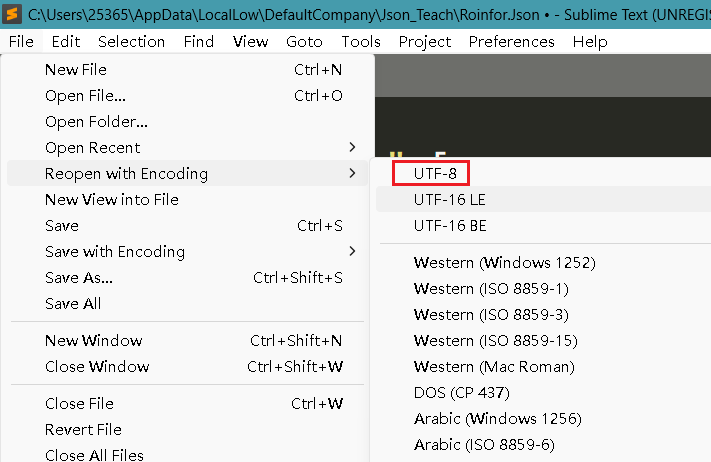 C:\Users\25365\AppData\LocalLow\DefaultCompany\Json_Teach\Roinfor.Json • - Sublime Text (UNREGIS
File Edit Selection Find View Goto Tools Project Preferences Help
New File Ctrl+N
Open File... Ctrl+O
Open Folder...
Open Recent
Reopen with Encoding
New View into File
Save Ctrl+S
Save with Encoding
Save As... Ctrl+Shift+S
Save All
New Window Ctrl+Shift+N
Close Window Ctrl+Shift+W
Close File Ctrl+W
Revert File
Close All Files
UTF-8
UTF-16 LE
UTF-16 BE
Western (Windows 1252)
Western (ISO 8859-1)
Western (ISO 8859-3)
Western (ISO 8859-15)
Western (Mac Roman)
DOS (CP 437)
Arabic (Windows 1256)
Arabic (ISO 8859-6)